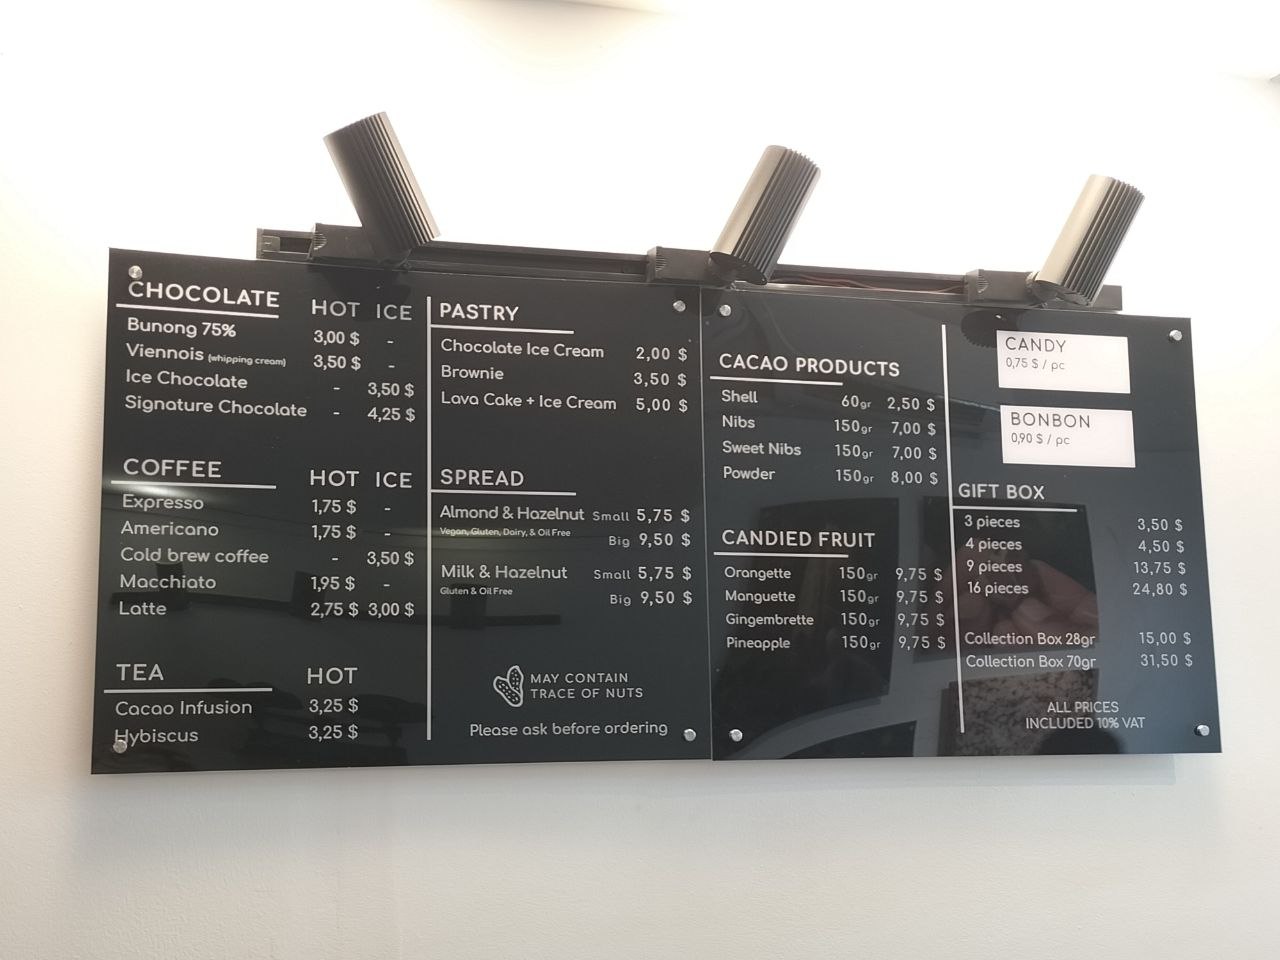 CHOCOLATE HOT ICE
Bunong 75% 3,00 $ -
Viennois (whipping cream) 3,50 $ -
Ice Chocolate - 3,50 $
Signature Chocolate - 4,25 $
COFFEE HOT ICE
Expresso 1,75 $ -
Americano 1,75 $ -
Cold brew coffee - 3,50 $
Macchiato 1,95 $ -
Latte 2,75 $ 3,00 $
TEA HOT
Cacao Infusion 3,25 $
Hybiscus 3,25 $
PASTRY
Chocolate Ice Cream 2,00 $
Brownie 3,50 $
Lava Cake + Ice Cream 5,00 $
SPREAD
Almond & Hazelnut Small 5,75 $
Vegan, Gluten, Dairy, & Oil Free
Big 9,50 $
Milk & Hazelnut Small 5,75 $
Gluten & Oil Free
Big 9,50 $
MAY CONTAIN
TRACE OF NUTS
Please ask before ordering
CACAO PRODUCTS
Shell 60gr 2,50 $
Nibs 150gr 7,00 $
Sweet Nibs 150gr 7,00 $
Powder 150gr 8,00 $
CANDIED FRUIT
Orangette 150gr 9,75 $
Manguette 150gr 9,75 $
Gingembrette 150gr 9,75 $
Pineapple 150gr 9,75 $
CANDY
0,75 $ / pc
BONBON
0,90 $ / pc
GIFT BOX
3 pieces 3,50 $
4 pieces 4,50 $
9 pieces 13,75 $
16 pieces 24,80 $
Collection Box 28gr 15,00 $
Collection Box 70gr 31,50 $
ALL PRICES
INCLUDED 10% VAT